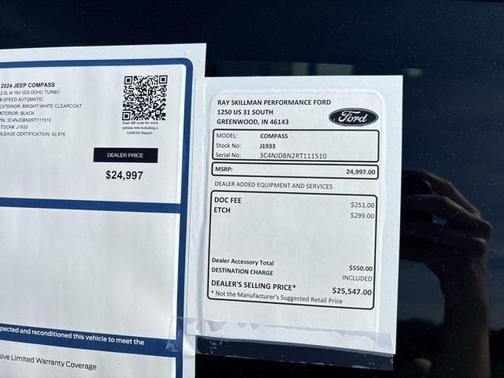 2024 JEEP COMPASS
2.0L I4 16V GDI DOHC TURBO
8-SPEED AUTOMATIC
EXTERIOR: BRIGHT WHITE CLEARCOAT
INTERIOR: BLACK
VIN: 3C4NJDBN2RT111510
STOCK#: J1933
MILEAGE CERTIFICATION: 42,876
Scan QR code for more
vehicle info including a
CARFAX Report.
DEALER PRICE
$24,997
pected and reconditioned this vehicle to meet the
sive Limited Warranty Coverage
RAY SKILLMAN PERFORMANCE FORD
1250 US 31 SOUTH
GREENWOOD, IN 46143
Ford
MODEL: COMPASS
Stock No: J1933
Serial No: 3C4NJDBN2RT111510
MSRP: 24,997.00
DEALER ADDED EQUIPMENT AND SERVICES
DOC FEE $251.00
ETCH $299.00
Dealer Accessory Total $550.00
DESTINATION CHARGE INCLUDED
DEALER'S SELLING PRICE* $25,547.00
* Not the Manufacturer's Suggested Retail Price